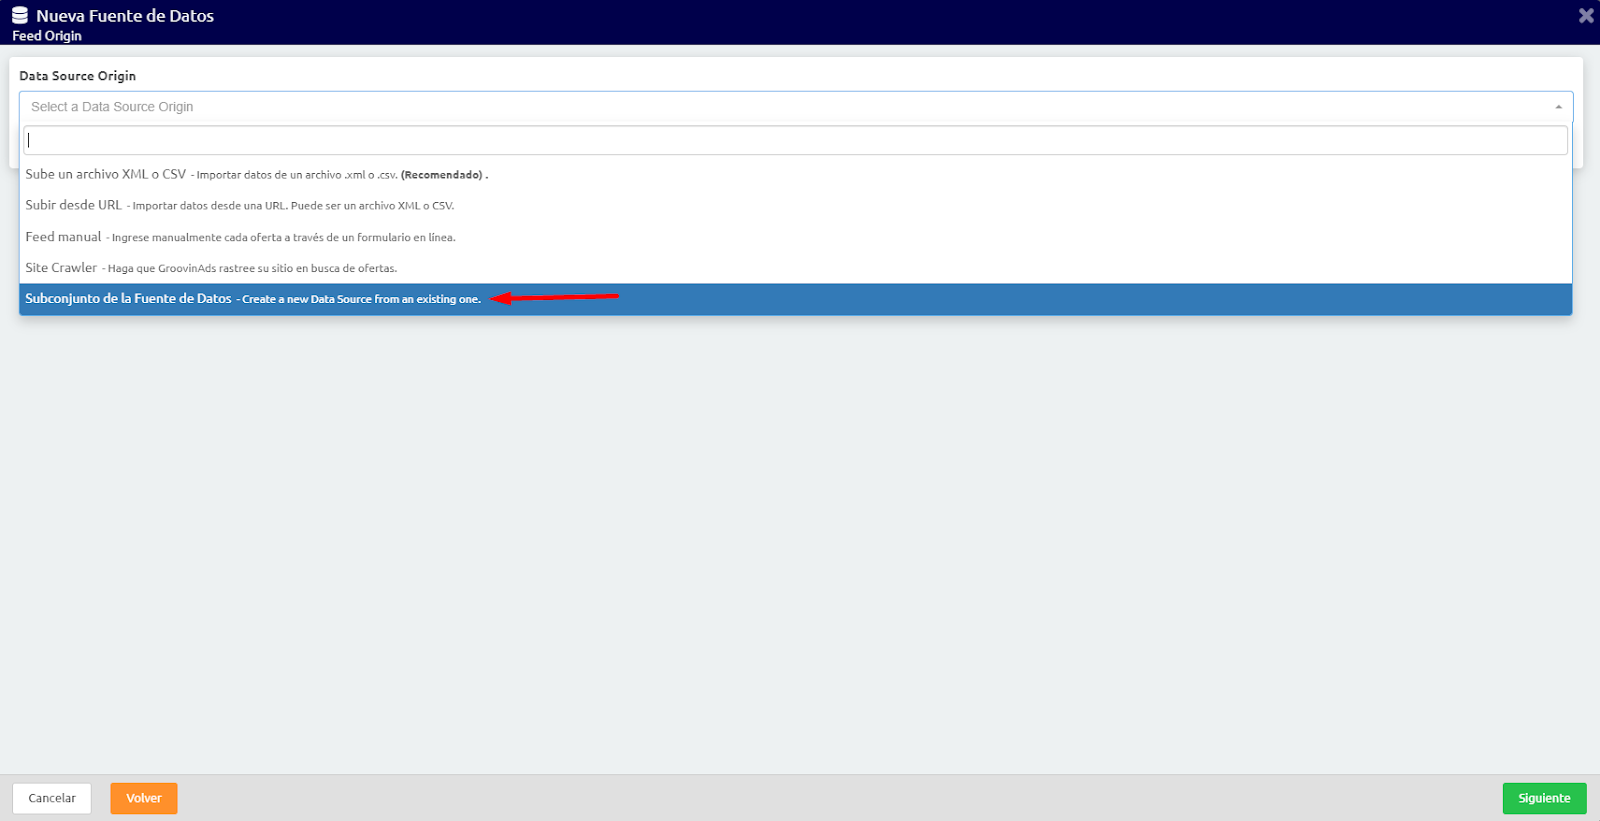 Nueva Fuente de Datos
Feed Origin
Data Source Origin
Select a Data Source Origin
Sube un archivo XML o CSV - Importar datos de un archivo .xml o .csv. (Recomendado) .
Subir desde URL - Importar datos desde una URL. Puede ser un archivo XML o CSV.
Feed manual - Ingrese manualmente cada oferta a través de un formulario en línea.
Site Crawler - Haga que GroovinAds rastree su sitio en busca de ofertas.
Subconjunto de la Fuente de Datos - Create a new Data Source from an existing one.
Cancelar Volver Siguiente